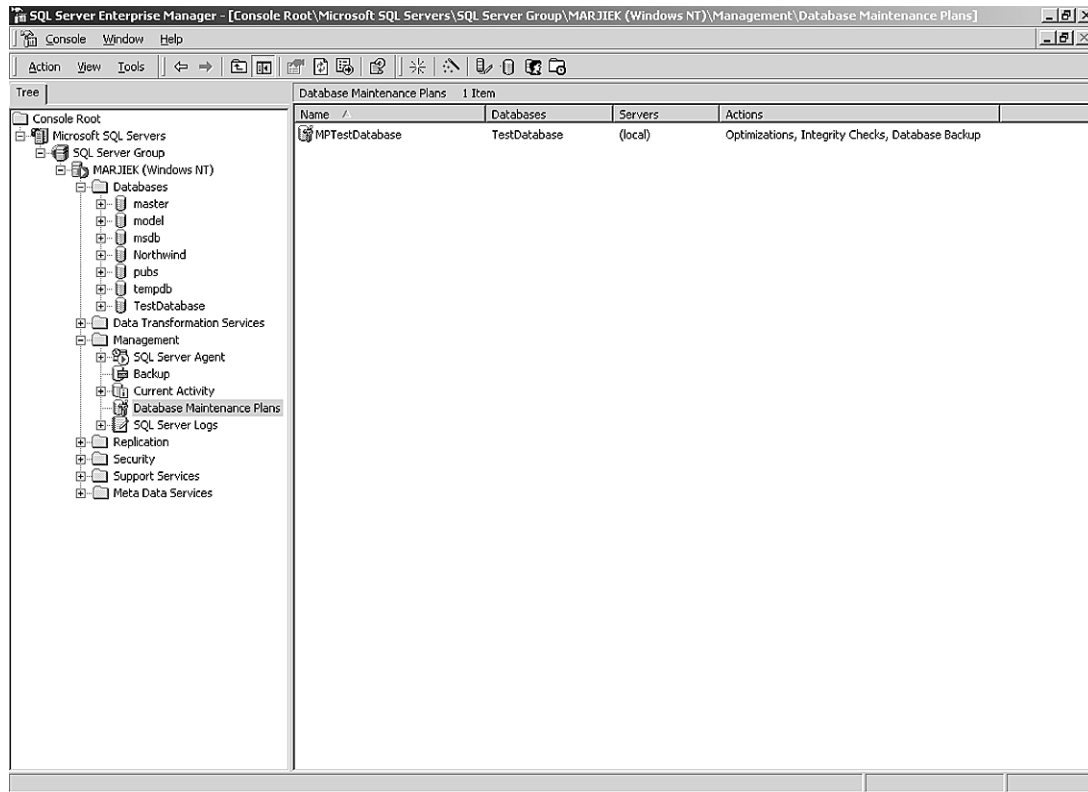 SQL Server Enterprise Manager - [Console Root\Microsoft SQL Servers\SQL Server Group\MARJIEK (Windows NT)\Management\Database Maintenance Plans]
Console Window Help
Action View Tools
Tree
Database Maintenance Plans 1 Item
Console Root
Microsoft SQL Servers
SQL Server Group
MARJIEK (Windows NT)
Databases
master
model
msdb
Northwind
pubs
tempdb
TestDatabase
Data Transformation Services
Management
SQL Server Agent
Backup
Current Activity
Database Maintenance Plans
SQL Server Logs
Replication
Security
Support Services
Meta Data Services
Name Databases Servers Actions
MPTestDatabase TestDatabase (local) Optimizations, Integrity Checks, Database Backup